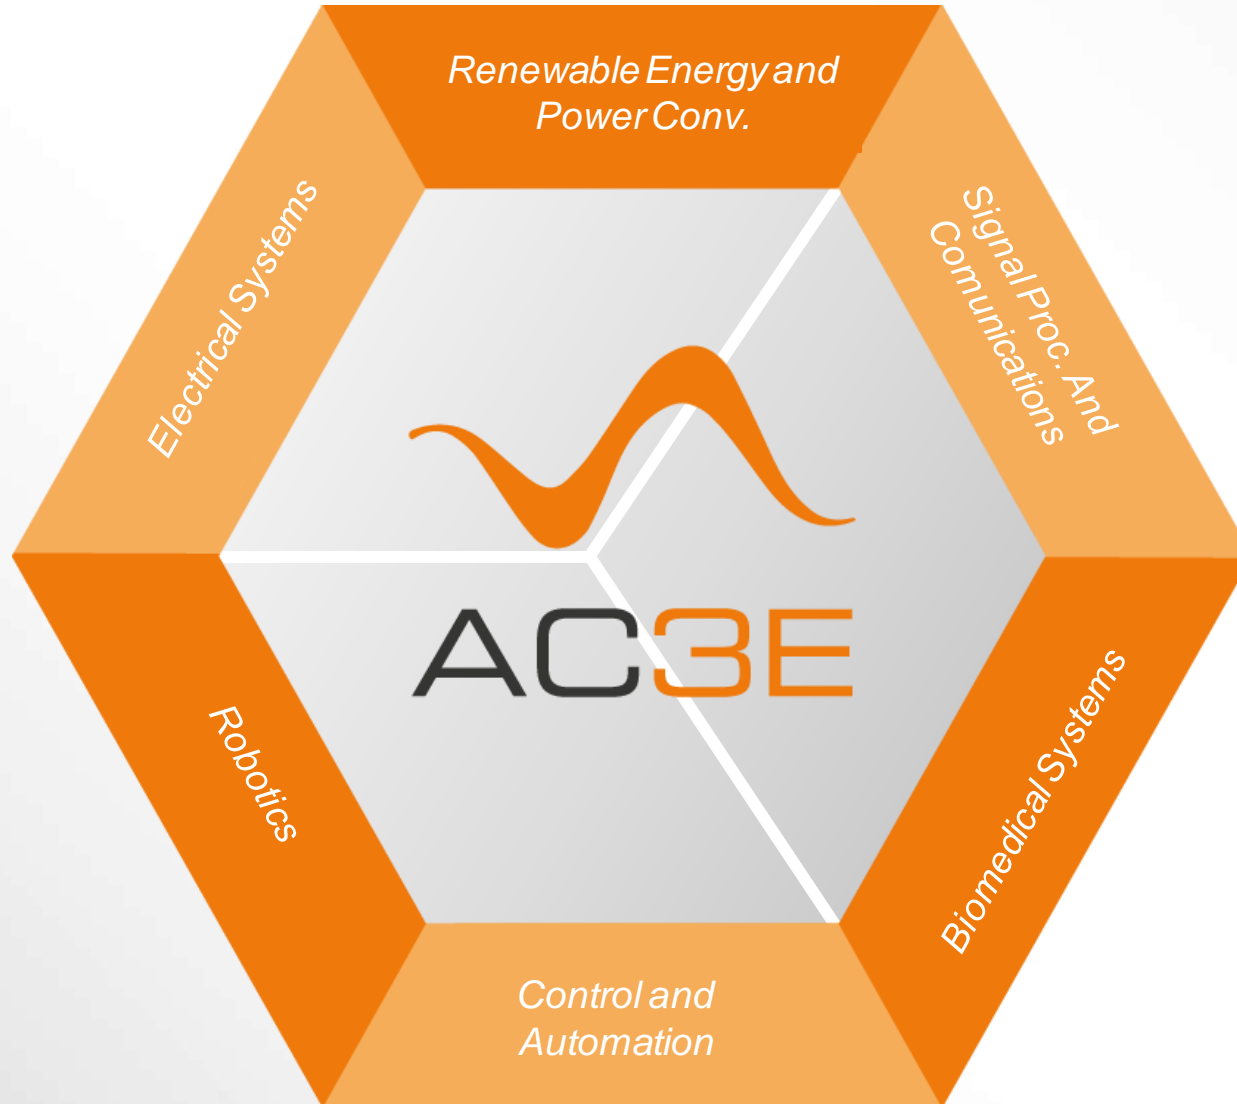 Renewable Energy and
Power Conv.
Signal Proc. And
Comunications
Electrical Systems
AC3E
Robotics
Biomedical Systems
Control and
Automation